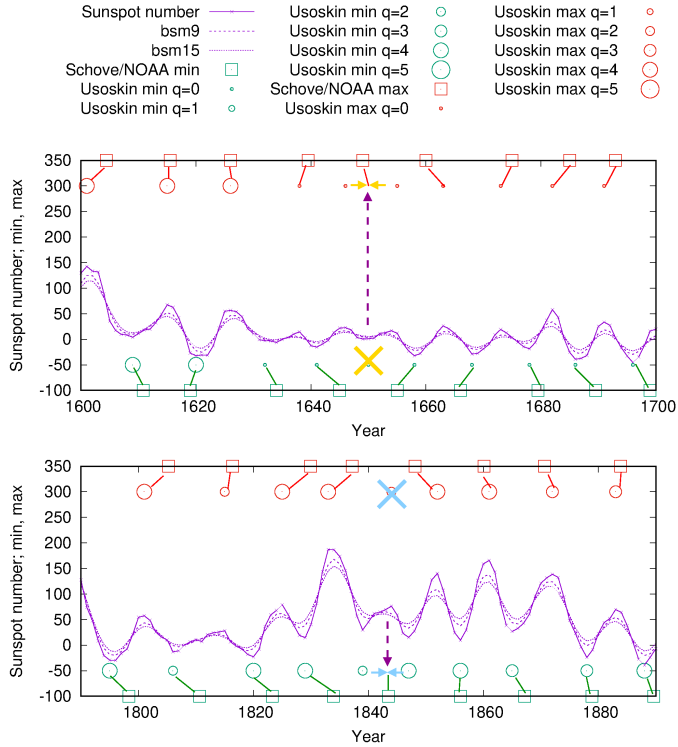 Sunspot number
bsm9
bsm15
Schove/NOAA min
Usoskin min q=0
Usoskin min q=1
Usoskin min q=2
Usoskin min q=3
Usoskin min q=4
Usoskin min q=5
Schove/NOAA max
Usoskin max q=0
Usoskin max q=1
Usoskin max q=2
Usoskin max q=3
Usoskin max q=4
Usoskin max q=5
Sunspot number; min, max
350
300
250
200
150
100
50
0
-50
-100
1600 1620 1640 1660 1680 1700
Year
Sunspot number; min, max
350
300
250
200
150
100
50
0
-50
-100
1800 1820 1840 1860 1880
Year